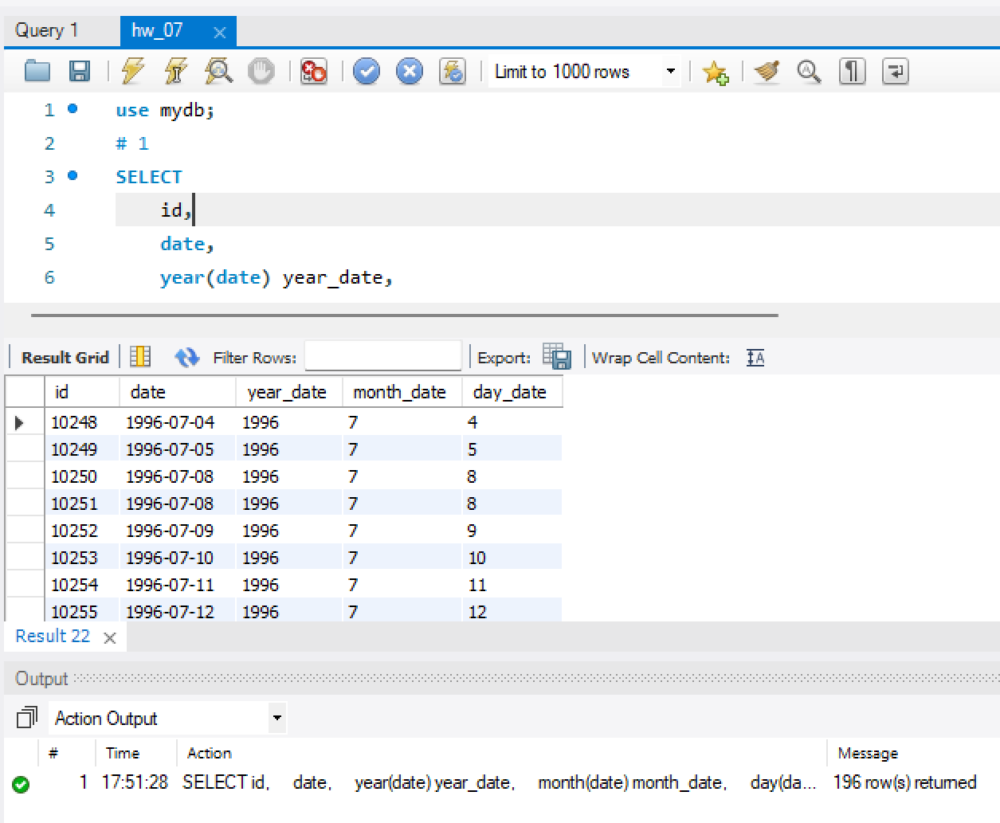 Query 1 hw_07
Limit to 1000 rows
1 use mydb;
2 # 1
3 SELECT
4 id,
5 date,
6 year(date) year_date,
Result Grid Filter Rows: Export: Wrap Cell Content:
id date year_date month_date day_date
10248 1996-07-04 1996 7 4
10249 1996-07-05 1996 7 5
10250 1996-07-08 1996 7 8
10251 1996-07-08 1996 7 8
10252 1996-07-09 1996 7 9
10253 1996-07-10 1996 7 10
10254 1996-07-11 1996 7 11
10255 1996-07-12 1996 7 12
Result 22
Output
Action Output
# Time Action Message
1 17:51:28 SELECT id, date, year(date) year_date, month(date) month_date, day(da... 196 row(s) returned